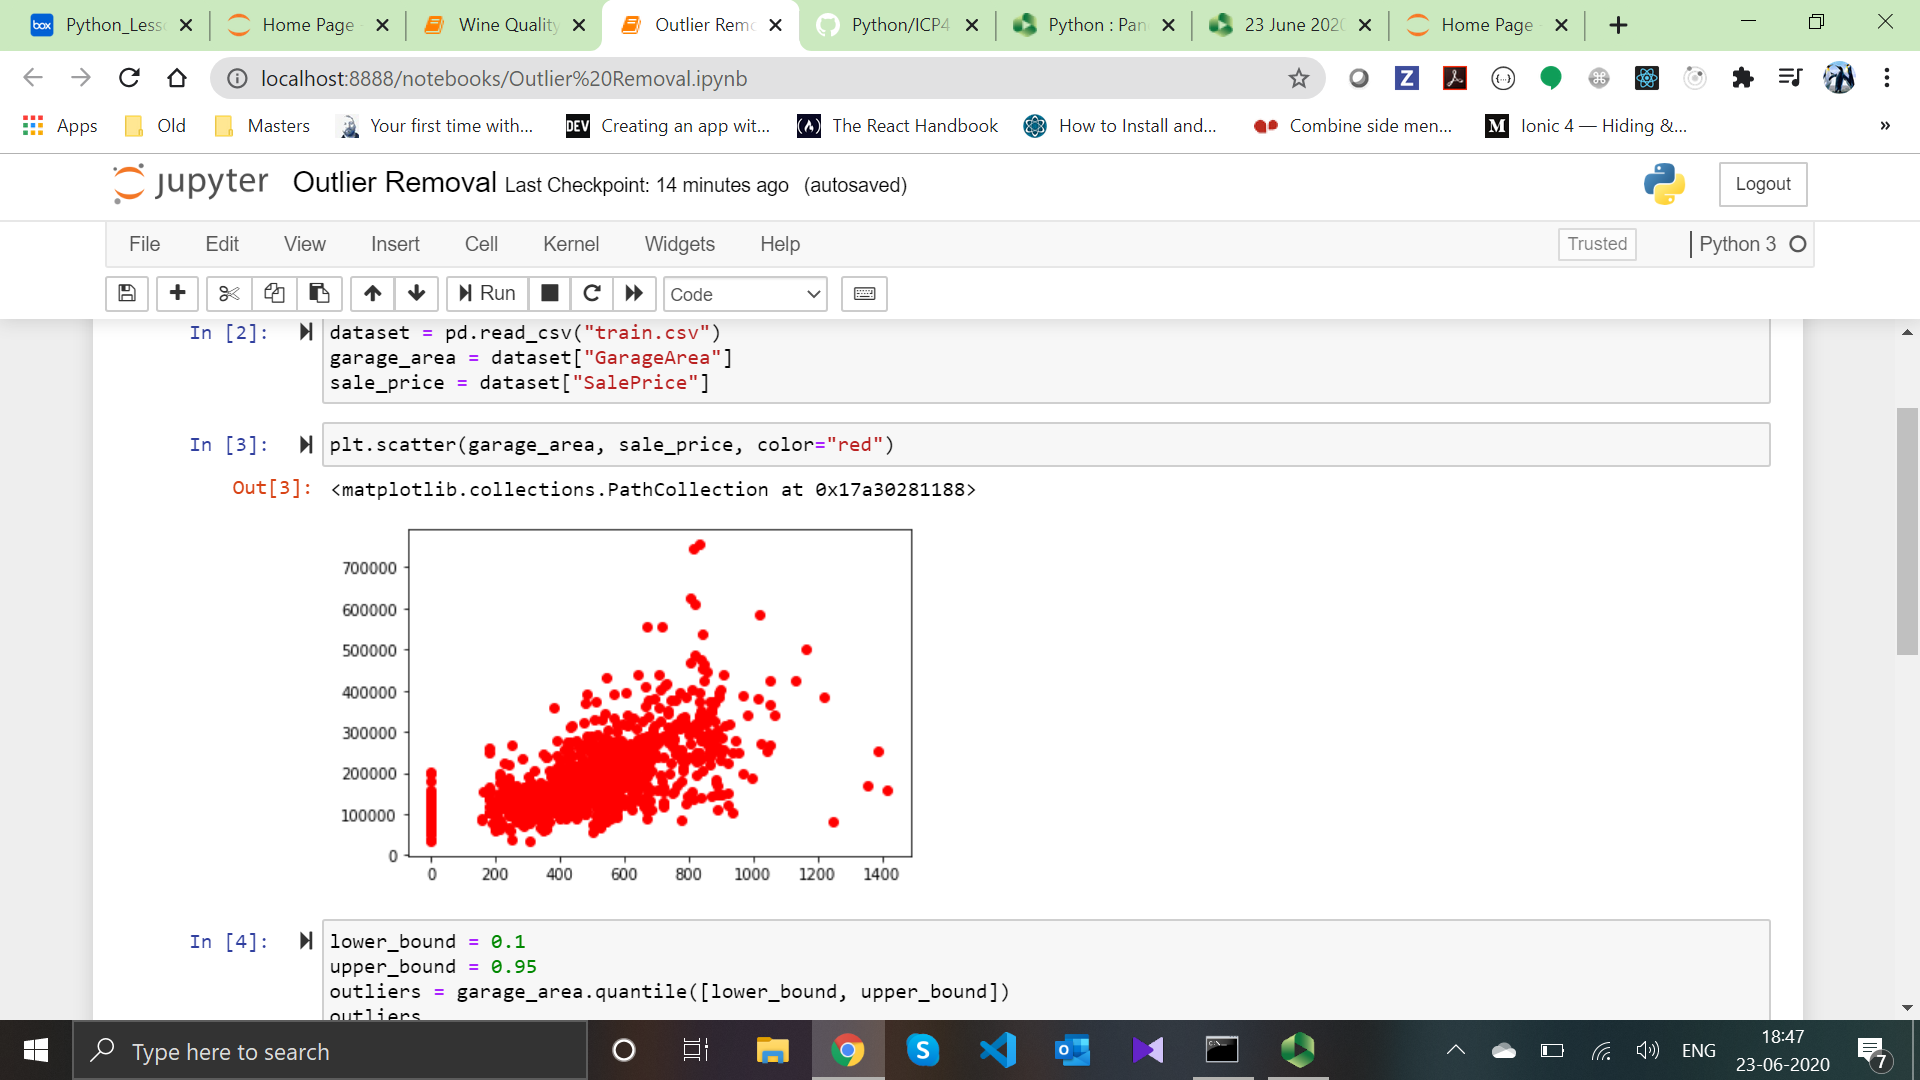 box Python_Less
Home Page
Wine Quality
Outlier Remo
Python/ICP4
Python : Pan
23 June 2020
Home Page
localhost:8888/notebooks/Outlier%20Removal.ipynb
Apps
Old
Masters
Your first time with...
DEV Creating an app wit...
The React Handbook
How to Install and...
Combine side men...
M Ionic 4 — Hiding &...
»
jupyter Outlier Removal Last Checkpoint: 14 minutes ago (autosaved)
Logout
File Edit View Insert Cell Kernel Widgets Help
Trusted
Python 3
Run
Code
In [2]: dataset = pd.read_csv("train.csv")
garage_area = dataset["GarageArea"]
sale_price = dataset["SalePrice"]
In [3]: plt.scatter(garage_area, sale_price, color="red")
Out[3]: <matplotlib.collections.PathCollection at 0x17a30281188>
700000
600000
500000
400000
300000
200000
100000
0
0 200 400 600 800 1000 1200 1400
In [4]: lower_bound = 0.1
upper_bound = 0.95
outliers = garage_area.quantile([lower_bound, upper_bound])
outliers
Type here to search
ENG
18:47
23-06-2020
7